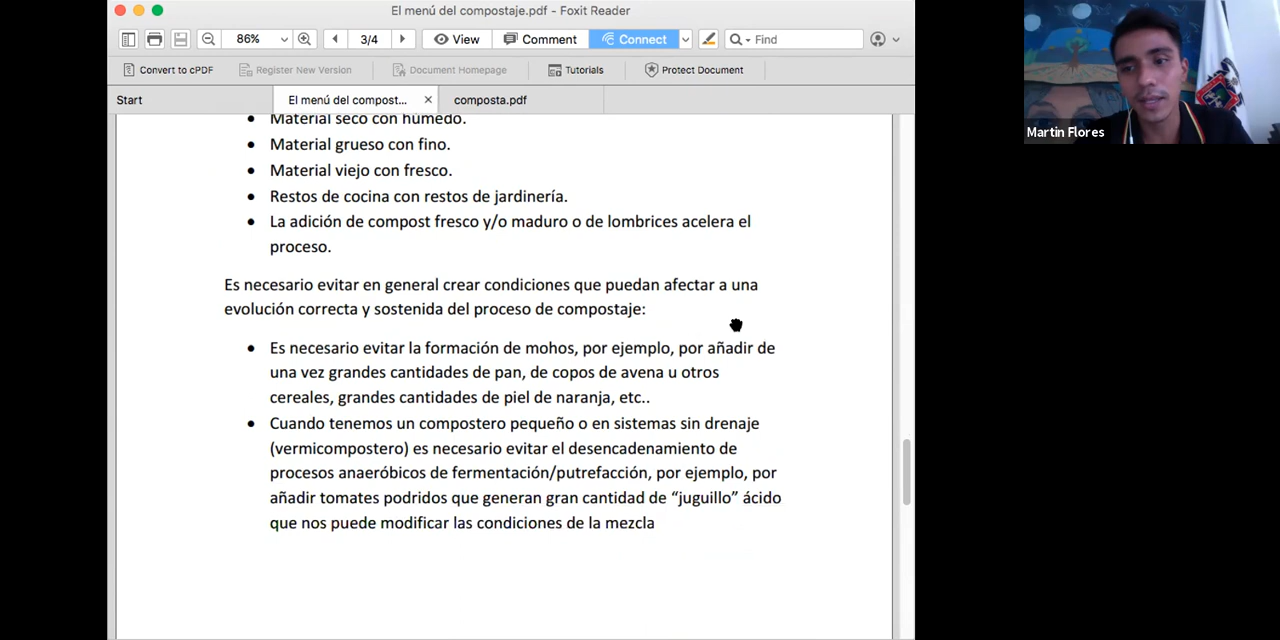 El menú del compostaje.pdf - Foxit Reader
86%
3/4
View
Comment
Connect
Find
Convert to cPDF
Register New Version
Document Homepage
Tutorials
Protect Document
Start
El menú del compost...
composta.pdf
Martin Flores
• Material seco con húmedo.
• Material grueso con fino.
• Material viejo con fresco.
• Restos de cocina con restos de jardinería.
• La adición de compost fresco y/o maduro o de lombrices acelera el
proceso.
Es necesario evitar en general crear condiciones que puedan afectar a una
evolución correcta y sostenida del proceso de compostaje:
• Es necesario evitar la formación de mohos, por ejemplo, por añadir de
una vez grandes cantidades de pan, de copos de avena u otros
cereales, grandes cantidades de piel de naranja, etc..
• Cuando tenemos un compostero pequeño o en sistemas sin drenaje
(vermicompostero) es necesario evitar el desencadenamiento de
procesos anaeróbicos de fermentación/putrefacción, por ejemplo, por
añadir tomates podridos que generan gran cantidad de “juguillo” ácido
que nos puede modificar las condiciones de la mezcla